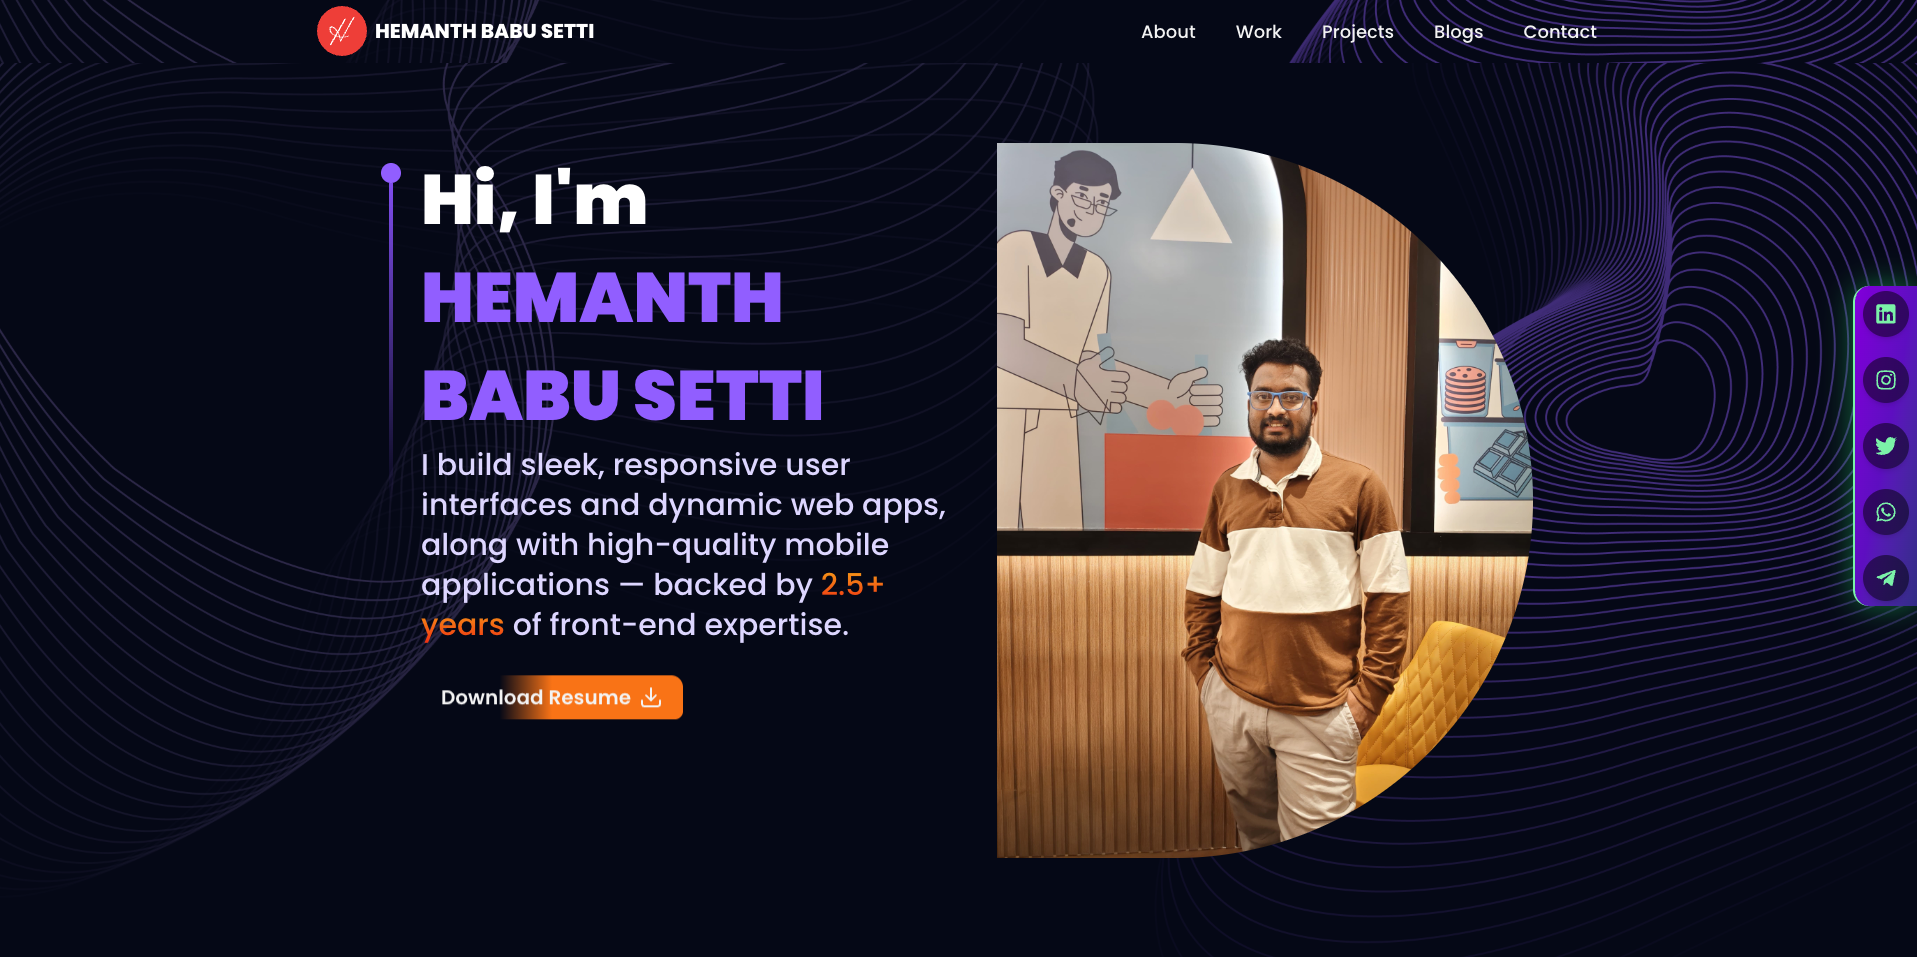 HEMANTH BABU SETTI
About Work Projects Blogs Contact
Hi, I'm
HEMANTH
BABU SETTI
I build sleek, responsive user
interfaces and dynamic web apps,
along with high-quality mobile
applications — backed by 2.5+
years of front-end expertise.
Download Resume